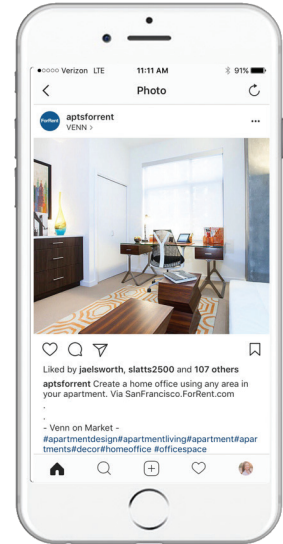 Verizon LTE 11:11 AM 91%
Photo
ForRent
aptsforrent
VENN >
Liked by jaelsworth, slatts2500 and 107 others
aptsforrent Create a home office using any area in
your apartment. Via SanFrancisco.ForRent.com
.
.
- Venn on Market -
#apartmentdesign#apartmentliving#apartment#apar
tments#decor#homeoffice #officespace